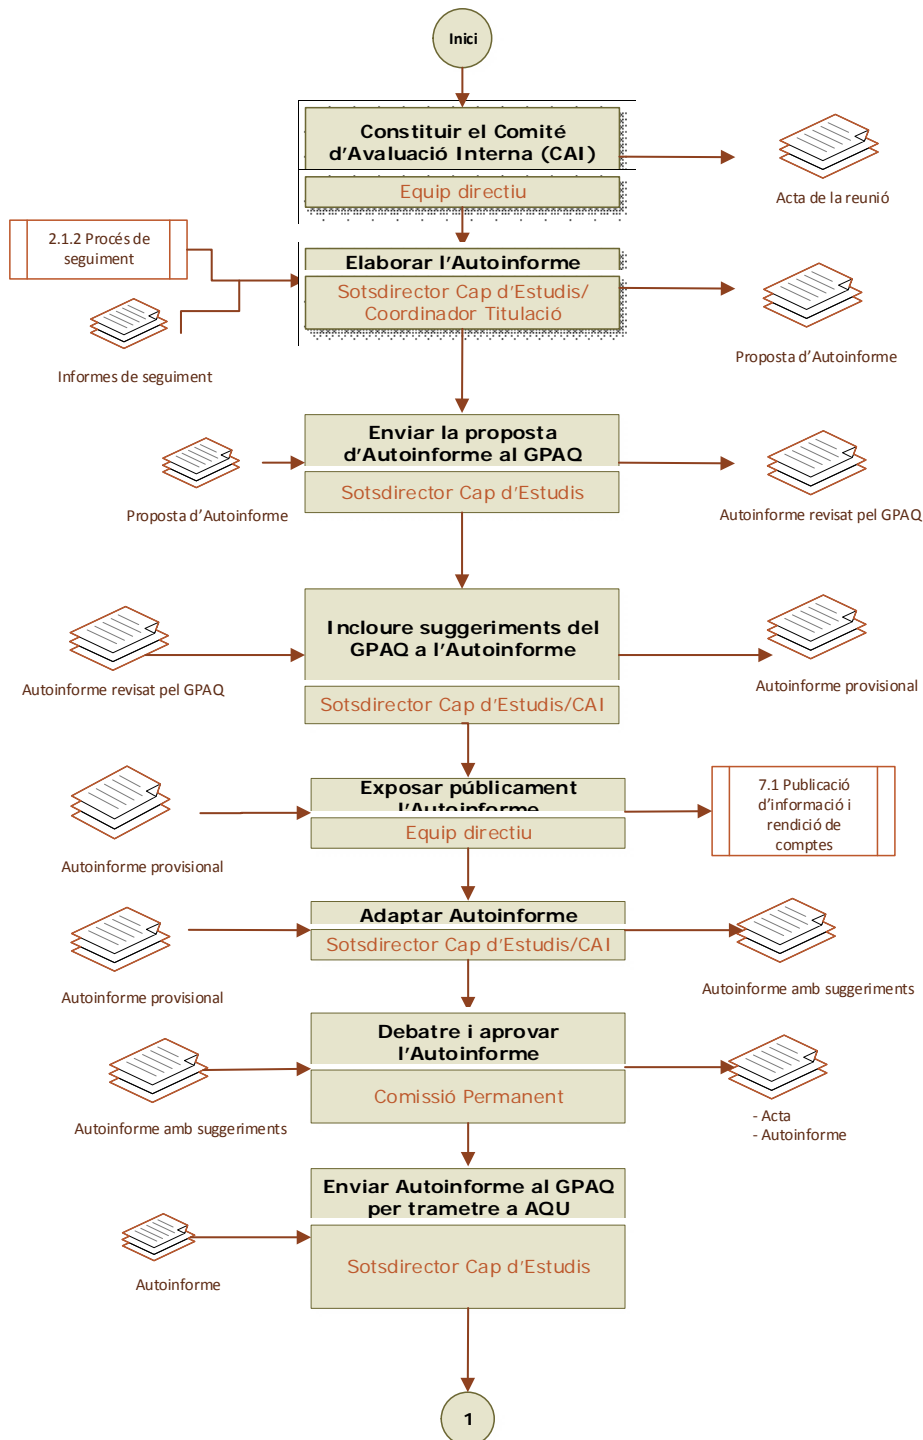 Inici
Constituir el Comité
d'Avaluació Interna (CAI)
Equip directiu
Acta de la reunió
2.1.2 Procés de
seguiment
Informes de seguiment
Elaborar l'Autoinforme
Sotsdirector Cap d'Estudis/
Coordinador Titulació
Proposta d'Autoinforme
Enviar la proposta
d'Autoinforme al GPAQ
Sotsdirector Cap d'Estudis
Proposta d'Autoinforme
Autoinforme revisat pel GPAQ
Incloure suggeriments del
GPAQ a l'Autoinforme
Sotsdirector Cap d'Estudis/CAI
Autoinforme revisat pel GPAQ
Autoinforme provisional
Exposar públicament
l'Autoinforme
Equip directiu
Autoinforme provisional
7.1 Publicació
d'informació i
rendició de
comptes
Adaptar Autoinforme
Sotsdirector Cap d'Estudis/CAI
Autoinforme provisional
Autoinforme amb suggeriments
Debatre i aprovar
l'Autoinforme
Comissió Permanent
Autoinforme amb suggeriments
- Acta
- Autoinforme
Enviar Autoinforme al GPAQ
per trametre a AQU
Sotsdirector Cap d'Estudis
Autoinforme
1